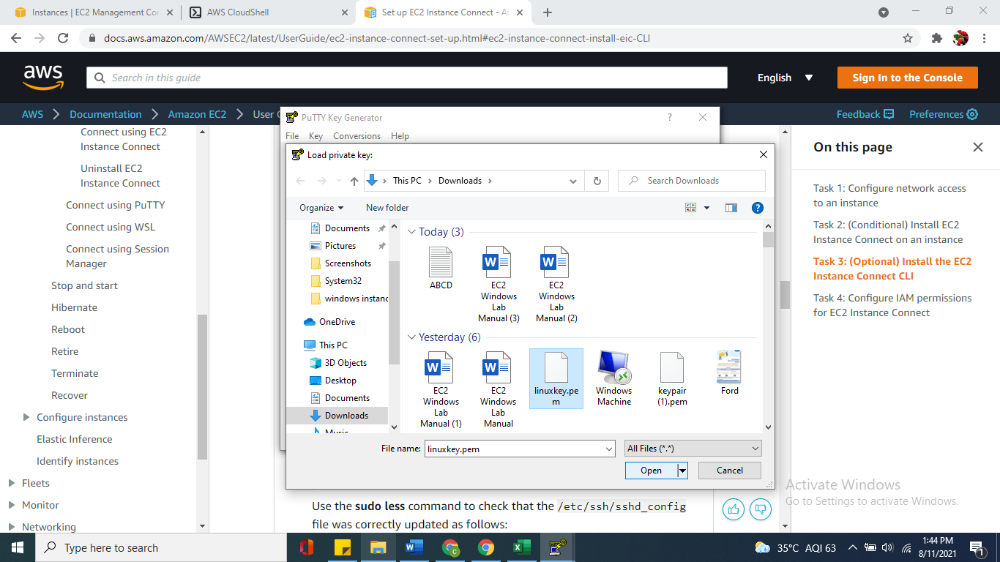 Instances | EC2 Management Con
AWS CloudShell
Set up EC2 Instance Connect - Am
docs.aws.amazon.com/AWSEC2/latest/UserGuide/ec2-instance-connect-set-up.html#ec2-instance-connect-install-eic-CLI
aws
Search in this guide
English
Sign In to the Console
AWS
Documentation
Amazon EC2
User
Feedback
Preferences
Connect using EC2
Instance Connect
Uninstall EC2
Instance Connect
Connect using PuTTY
Connect using WSL
Connect using Session
Manager
Stop and start
Hibernate
Reboot
Retire
Terminate
Recover
Configure instances
Elastic Inference
Identify instances
Fleets
Monitor
Networking
PuTTY Key Generator
?
File Key Conversions Help
Load private key:
This PC
Downloads
Search Downloads
Organize
New folder
?
Documents
Pictures
Screenshots
System32
windows instanc
OneDrive
This PC
3D Objects
Desktop
Documents
Downloads
Music
Today (3)
ABCD
EC2
Windows
Lab
Manual (3)
EC2
Windows
Lab
Manual (2)
Yesterday (6)
EC2
Windows
Lab
Manual (1)
EC2
Windows
Lab
Manual
linuxkey.pe
m
Windows
Machine
keypair
(1).pem
Ford
File name:
linuxkey.pem
All Files (*.*)
Open
Cancel
Use the sudo less command to check that the /etc/ssh/sshd_config
file was correctly updated as follows:
On this page
Task 1: Configure network access
to an instance
Task 2: (Conditional) Install EC2
Instance Connect on an instance
Task 3: (Optional) Install the EC2
Instance Connect CLI
Task 4: Configure IAM permissions
for EC2 Instance Connect
Activate Windows
Go to Settings to activate Windows.
Type here to search
35°C AQI 63
1:44 PM
8/11/2021
1